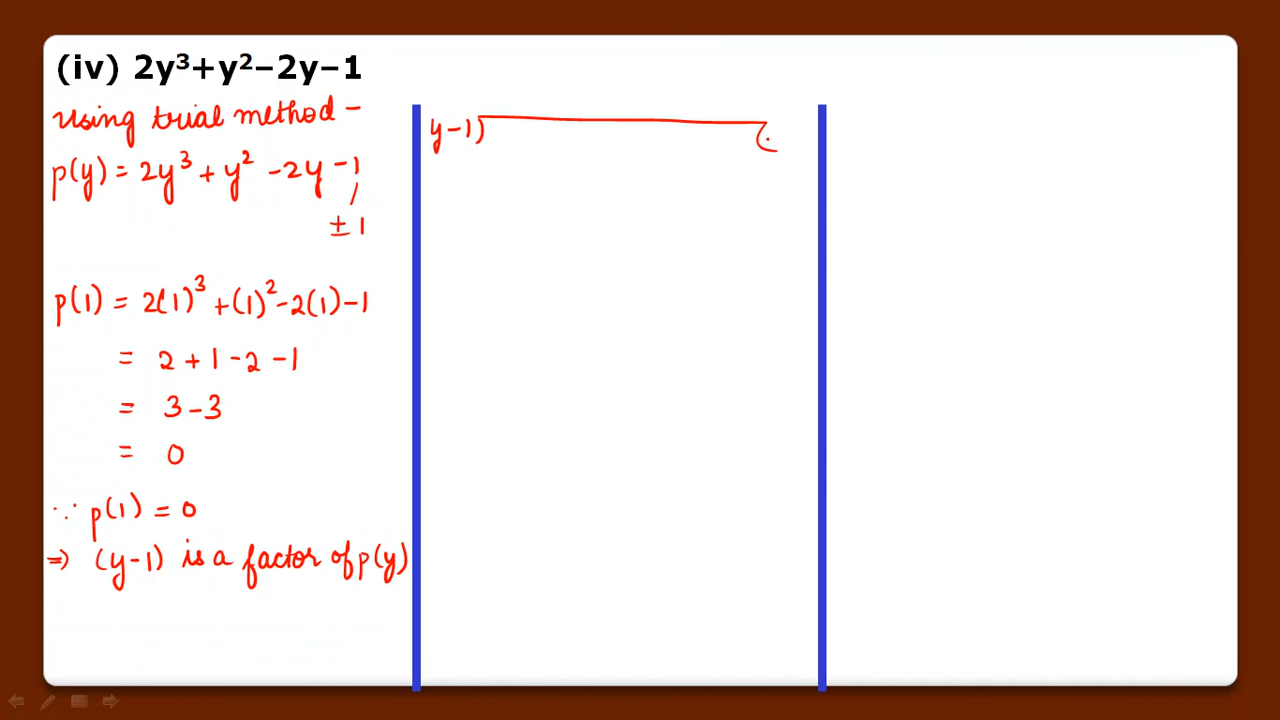 (iv) 2y³+y²–2y–1
Using trial method -
p(y) = 2y³ + y² - 2y - 1
± 1
p(1) = 2(1)³ + (1)² - 2(1) - 1
= 2 + 1 - 2 - 1
= 3 - 3
= 0
∵ p(1) = 0
⇒ (y-1) is a factor of p(y)
y-1)
(